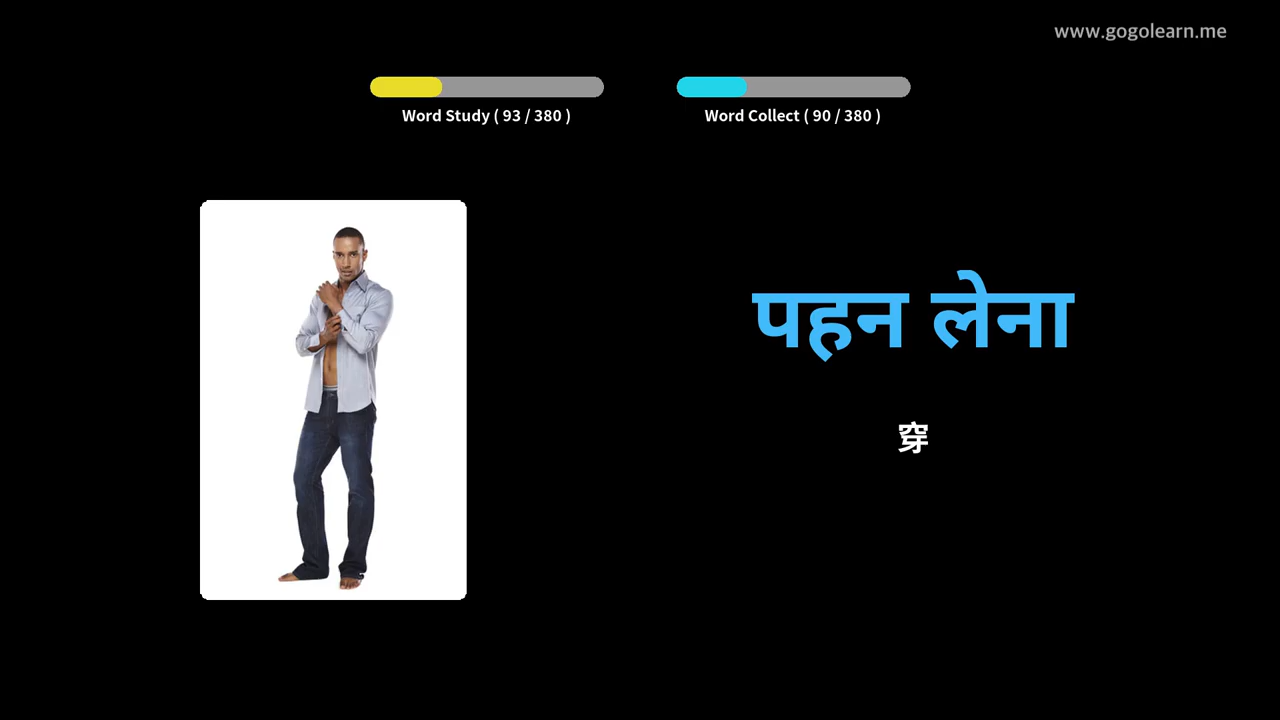 www.gogolearn.me
Word Study ( 93 / 380 )
Word Collect ( 90 / 380 )
पहन लेना
穿